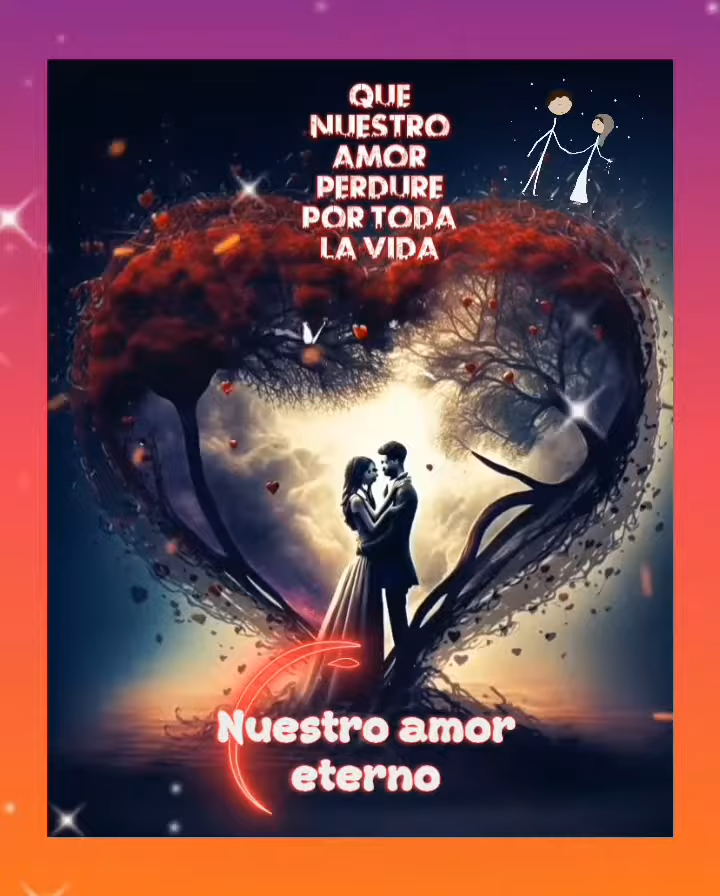 QUE
NUESTRO
AMOR
PERDURE
POR TODA
LA VIDA
Nuestro amor
eterno